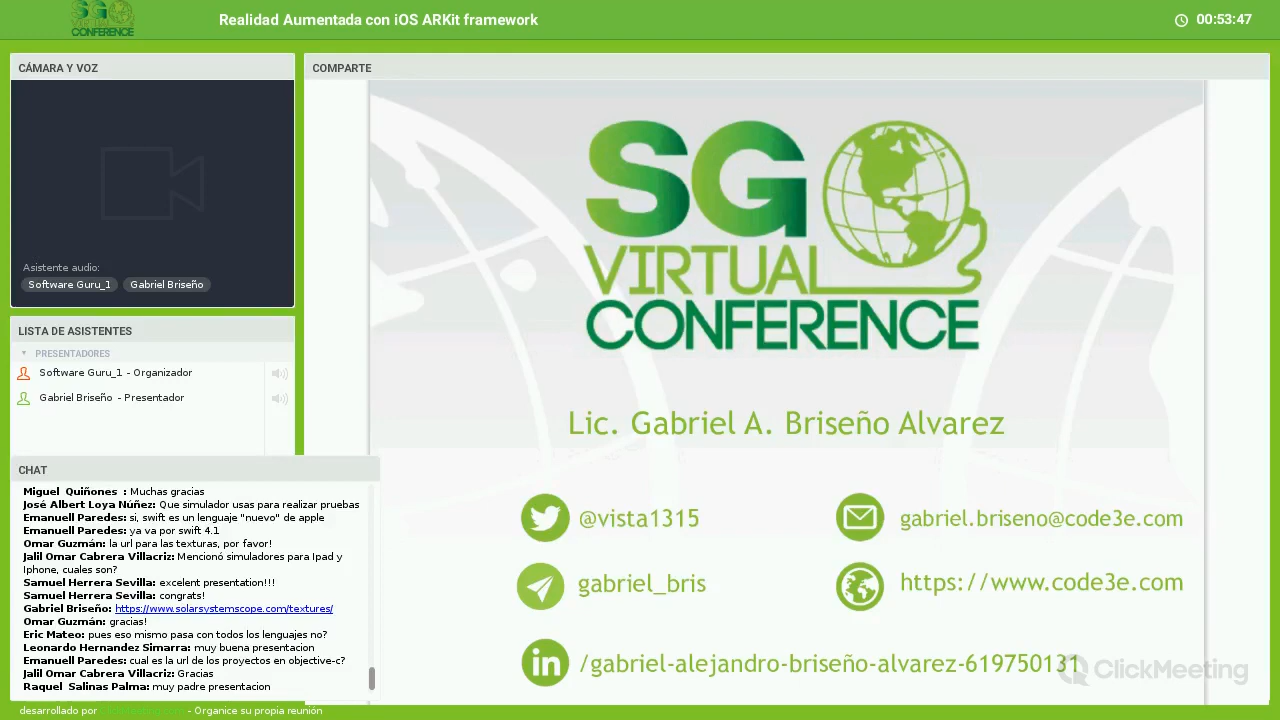 SG
CONFERENCE
Realidad Aumentada con iOS ARKit framework
00:53:47
CÁMARA Y VOZ
Asistente audio:
Software Guru_1
Gabriel Briseño
LISTA DE ASISTENTES
PRESENTADORES
Software Guru_1 - Organizador
Gabriel Briseño - Presentador
CHAT
Miguel Quiñones : Muchas gracias
José Albert Loya Núñez: Que simulador usas para realizar pruebas
Emanuell Paredes: si, swift es un lenguaje "nuevo" de apple
Emanuell Paredes: ya va por swift 4.1
Omar Guzmán: la url para las texturas, por favor!
Jalil Omar Cabrera Villacriz: Mencionó simuladores para Ipad y
Iphone, cuales son?
Samuel Herrera Sevilla: excelent presentation!!!
Samuel Herrera Sevilla: congrats!
Gabriel Briseño: https://www.solarsystemscope.com/textures/
Omar Guzmán: gracias!
Eric Mateo: pues eso mismo pasa con todos los lenguajes no?
Leonardo Hernandez Simarra: muy buena presentacion
Emanuell Paredes: cual es la url de los proyectos en objective-c?
Jalil Omar Cabrera Villacriz: Gracias
Raquel Salinas Palma: muy padre presentacion
desarrollado por
- Organice su propia reunión
COMPARTE
SG
VIRTUAL
CONFERENCE
Lic. Gabriel A. Briseño Alvarez
@vista1315
gabriel.briseno@code3e.com
gabriel_bris
https://www.code3e.com
in
/gabriel-alejandro-briseño-alvarez-619750131
ClickMeeting